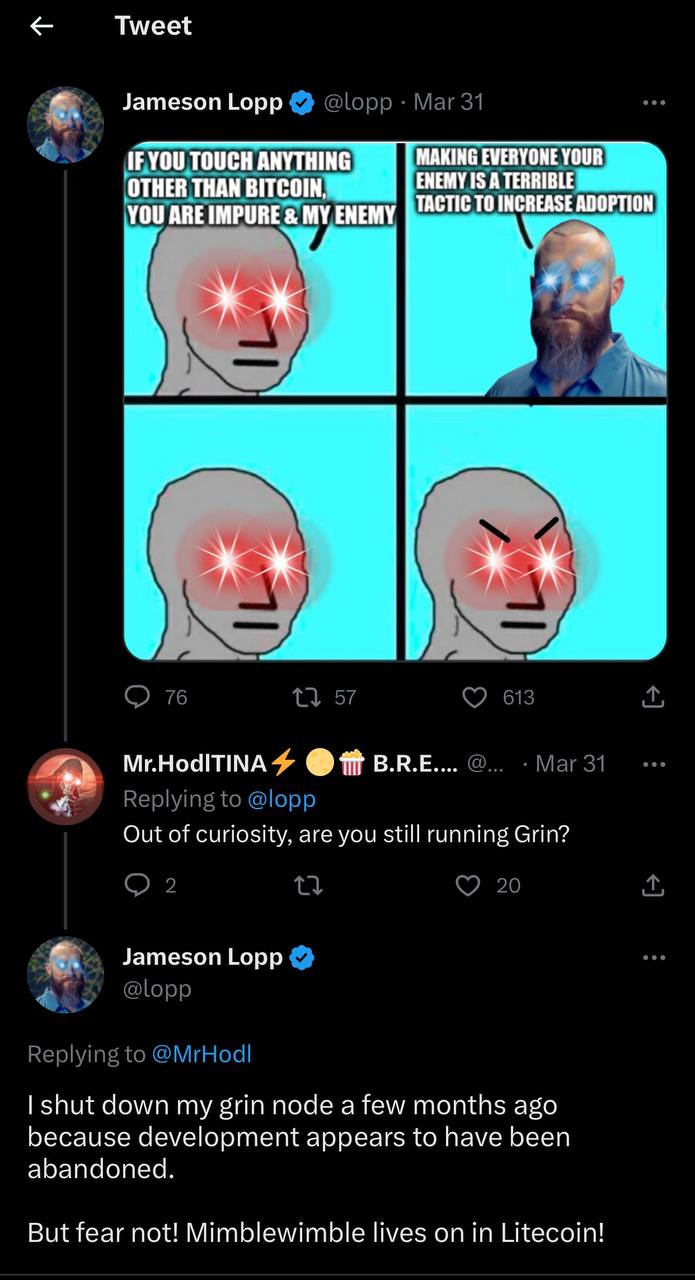 Tweet
Jameson Lopp @lopp · Mar 31
IF YOU TOUCH ANYTHING
OTHER THAN BITCOIN,
YOU ARE IMPURE & MY ENEMY
MAKING EVERYONE YOUR
ENEMY IS A TERRIBLE
TACTIC TO INCREASE ADOPTION
76 57 613
Mr.HodlTINA⚡🌕🍿 B.R.E.... @... · Mar 31
Replying to @lopp
Out of curiosity, are you still running Grin?
2 20
Jameson Lopp
@lopp
Replying to @MrHodl
I shut down my grin node a few months ago
because development appears to have been
abandoned.
But fear not! Mimblewimble lives on in Litecoin!